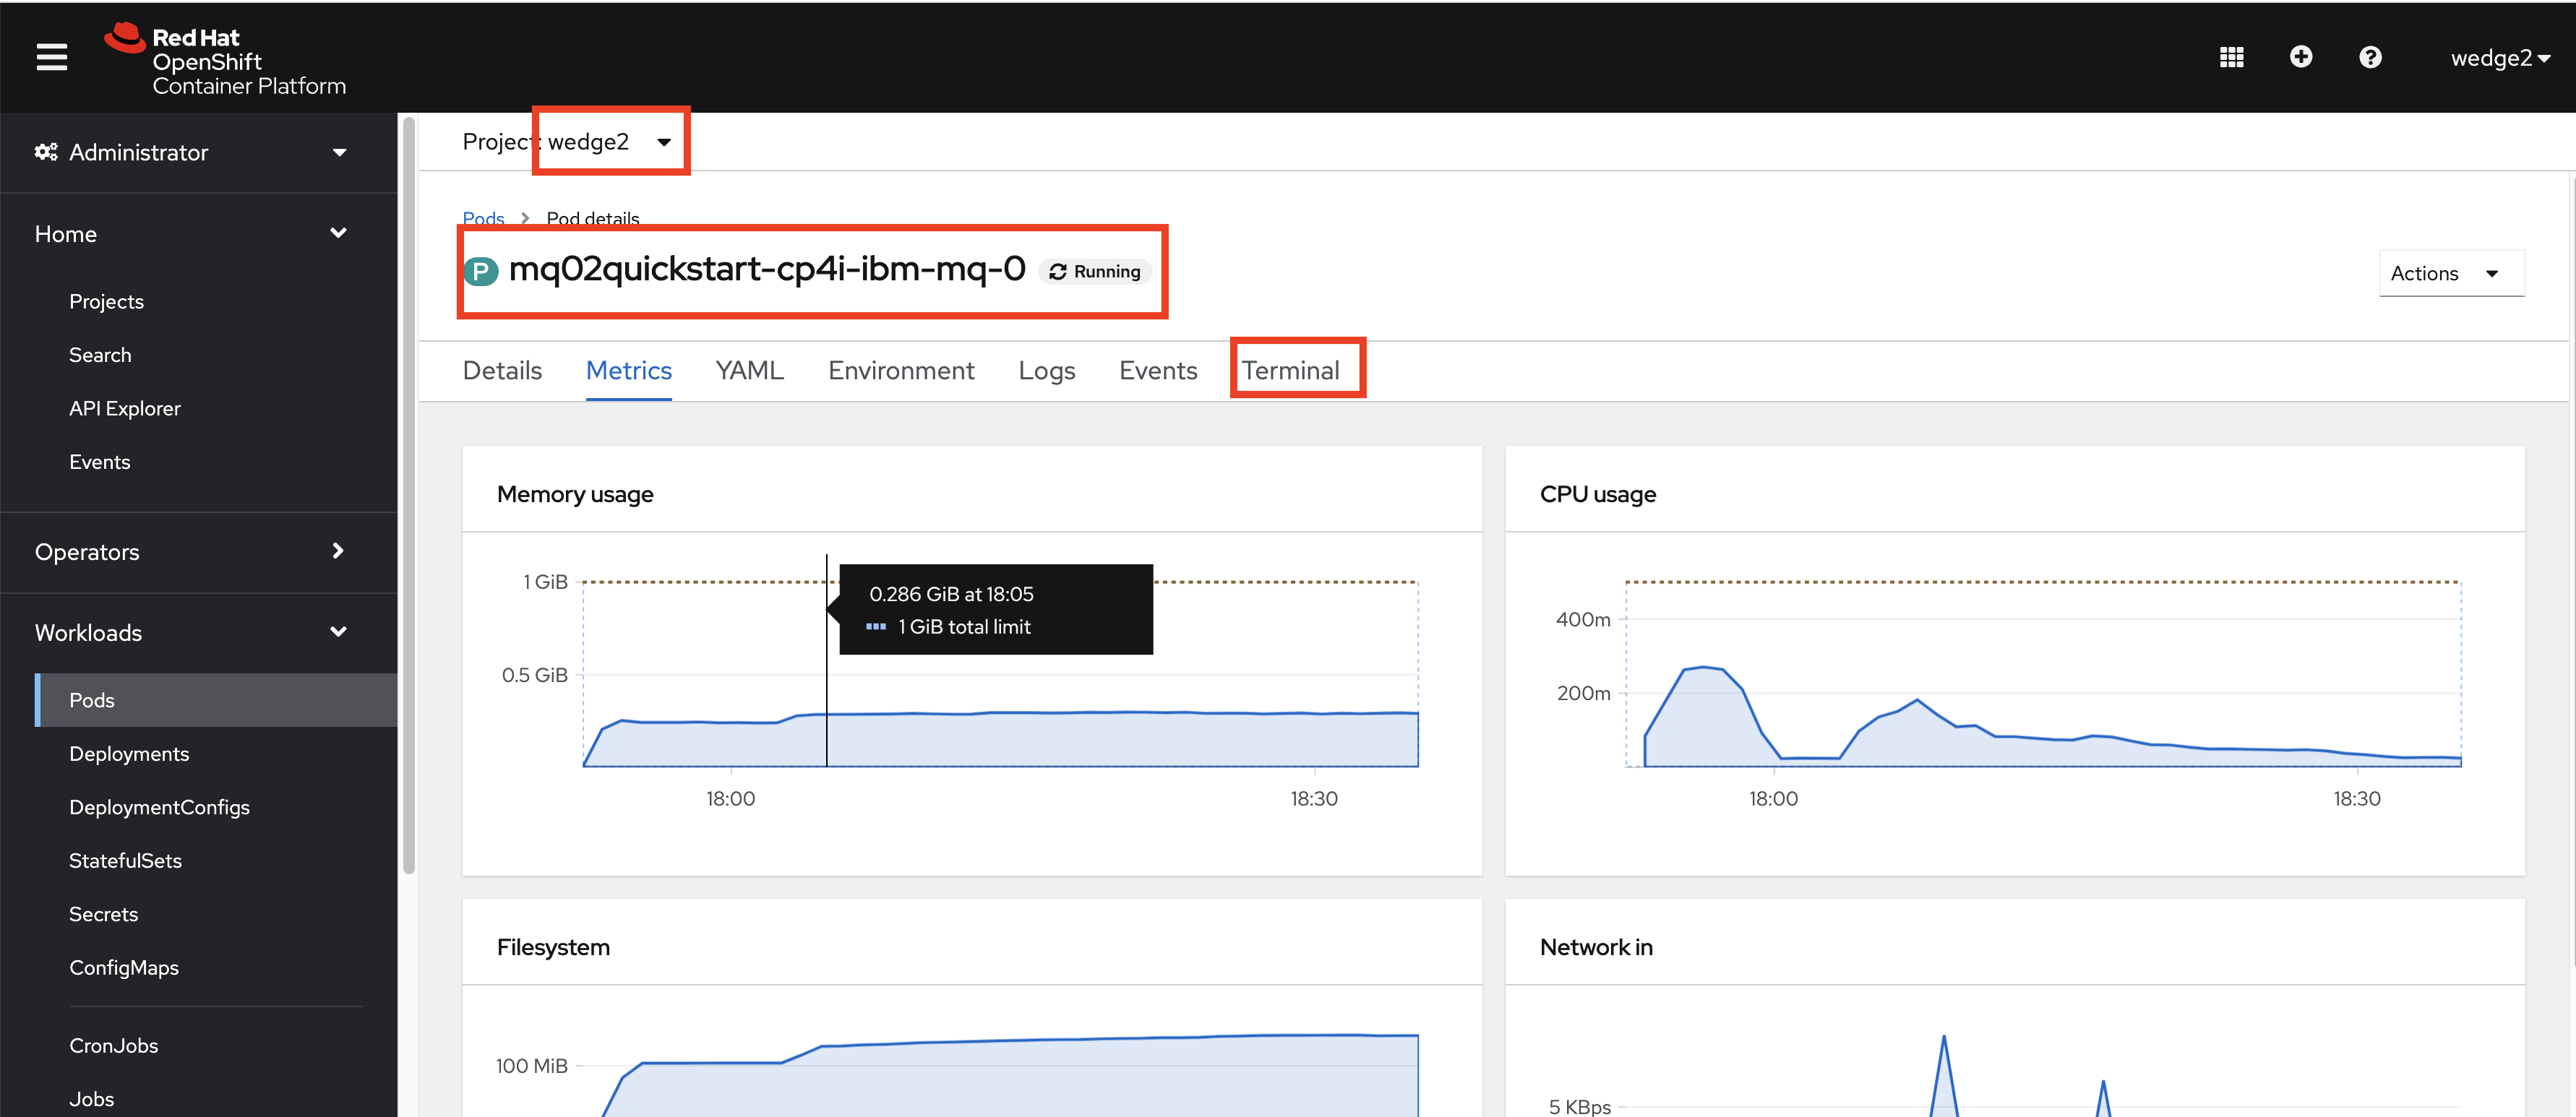 Red Hat
OpenShift
Container Platform
wedge2
Administrator
Home
Projects
Search
API Explorer
Events
Operators
Workloads
Pods
Deployments
DeploymentConfigs
StatefulSets
Secrets
ConfigMaps
CronJobs
Jobs
Project: wedge2
Pods > Pod details
P mq02quickstart-cp4i-ibm-mq-0 Running
Actions
Details Metrics YAML Environment Logs Events Terminal
Memory usage
1 GiB
0.5 GiB
0.286 GiB at 18:05
1 GiB total limit
18:00 18:30
CPU usage
400m
200m
18:00 18:30
Filesystem
100 MiB
Network in
5 KBps